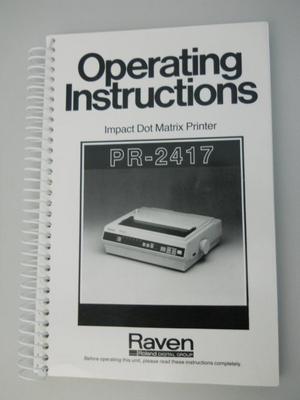 Operating
Instructions
Impact Dot Matrix Printer
PR-2417
Raven
Roland DIGITAL GROUP
Before operating this unit, please read these instructions completely.